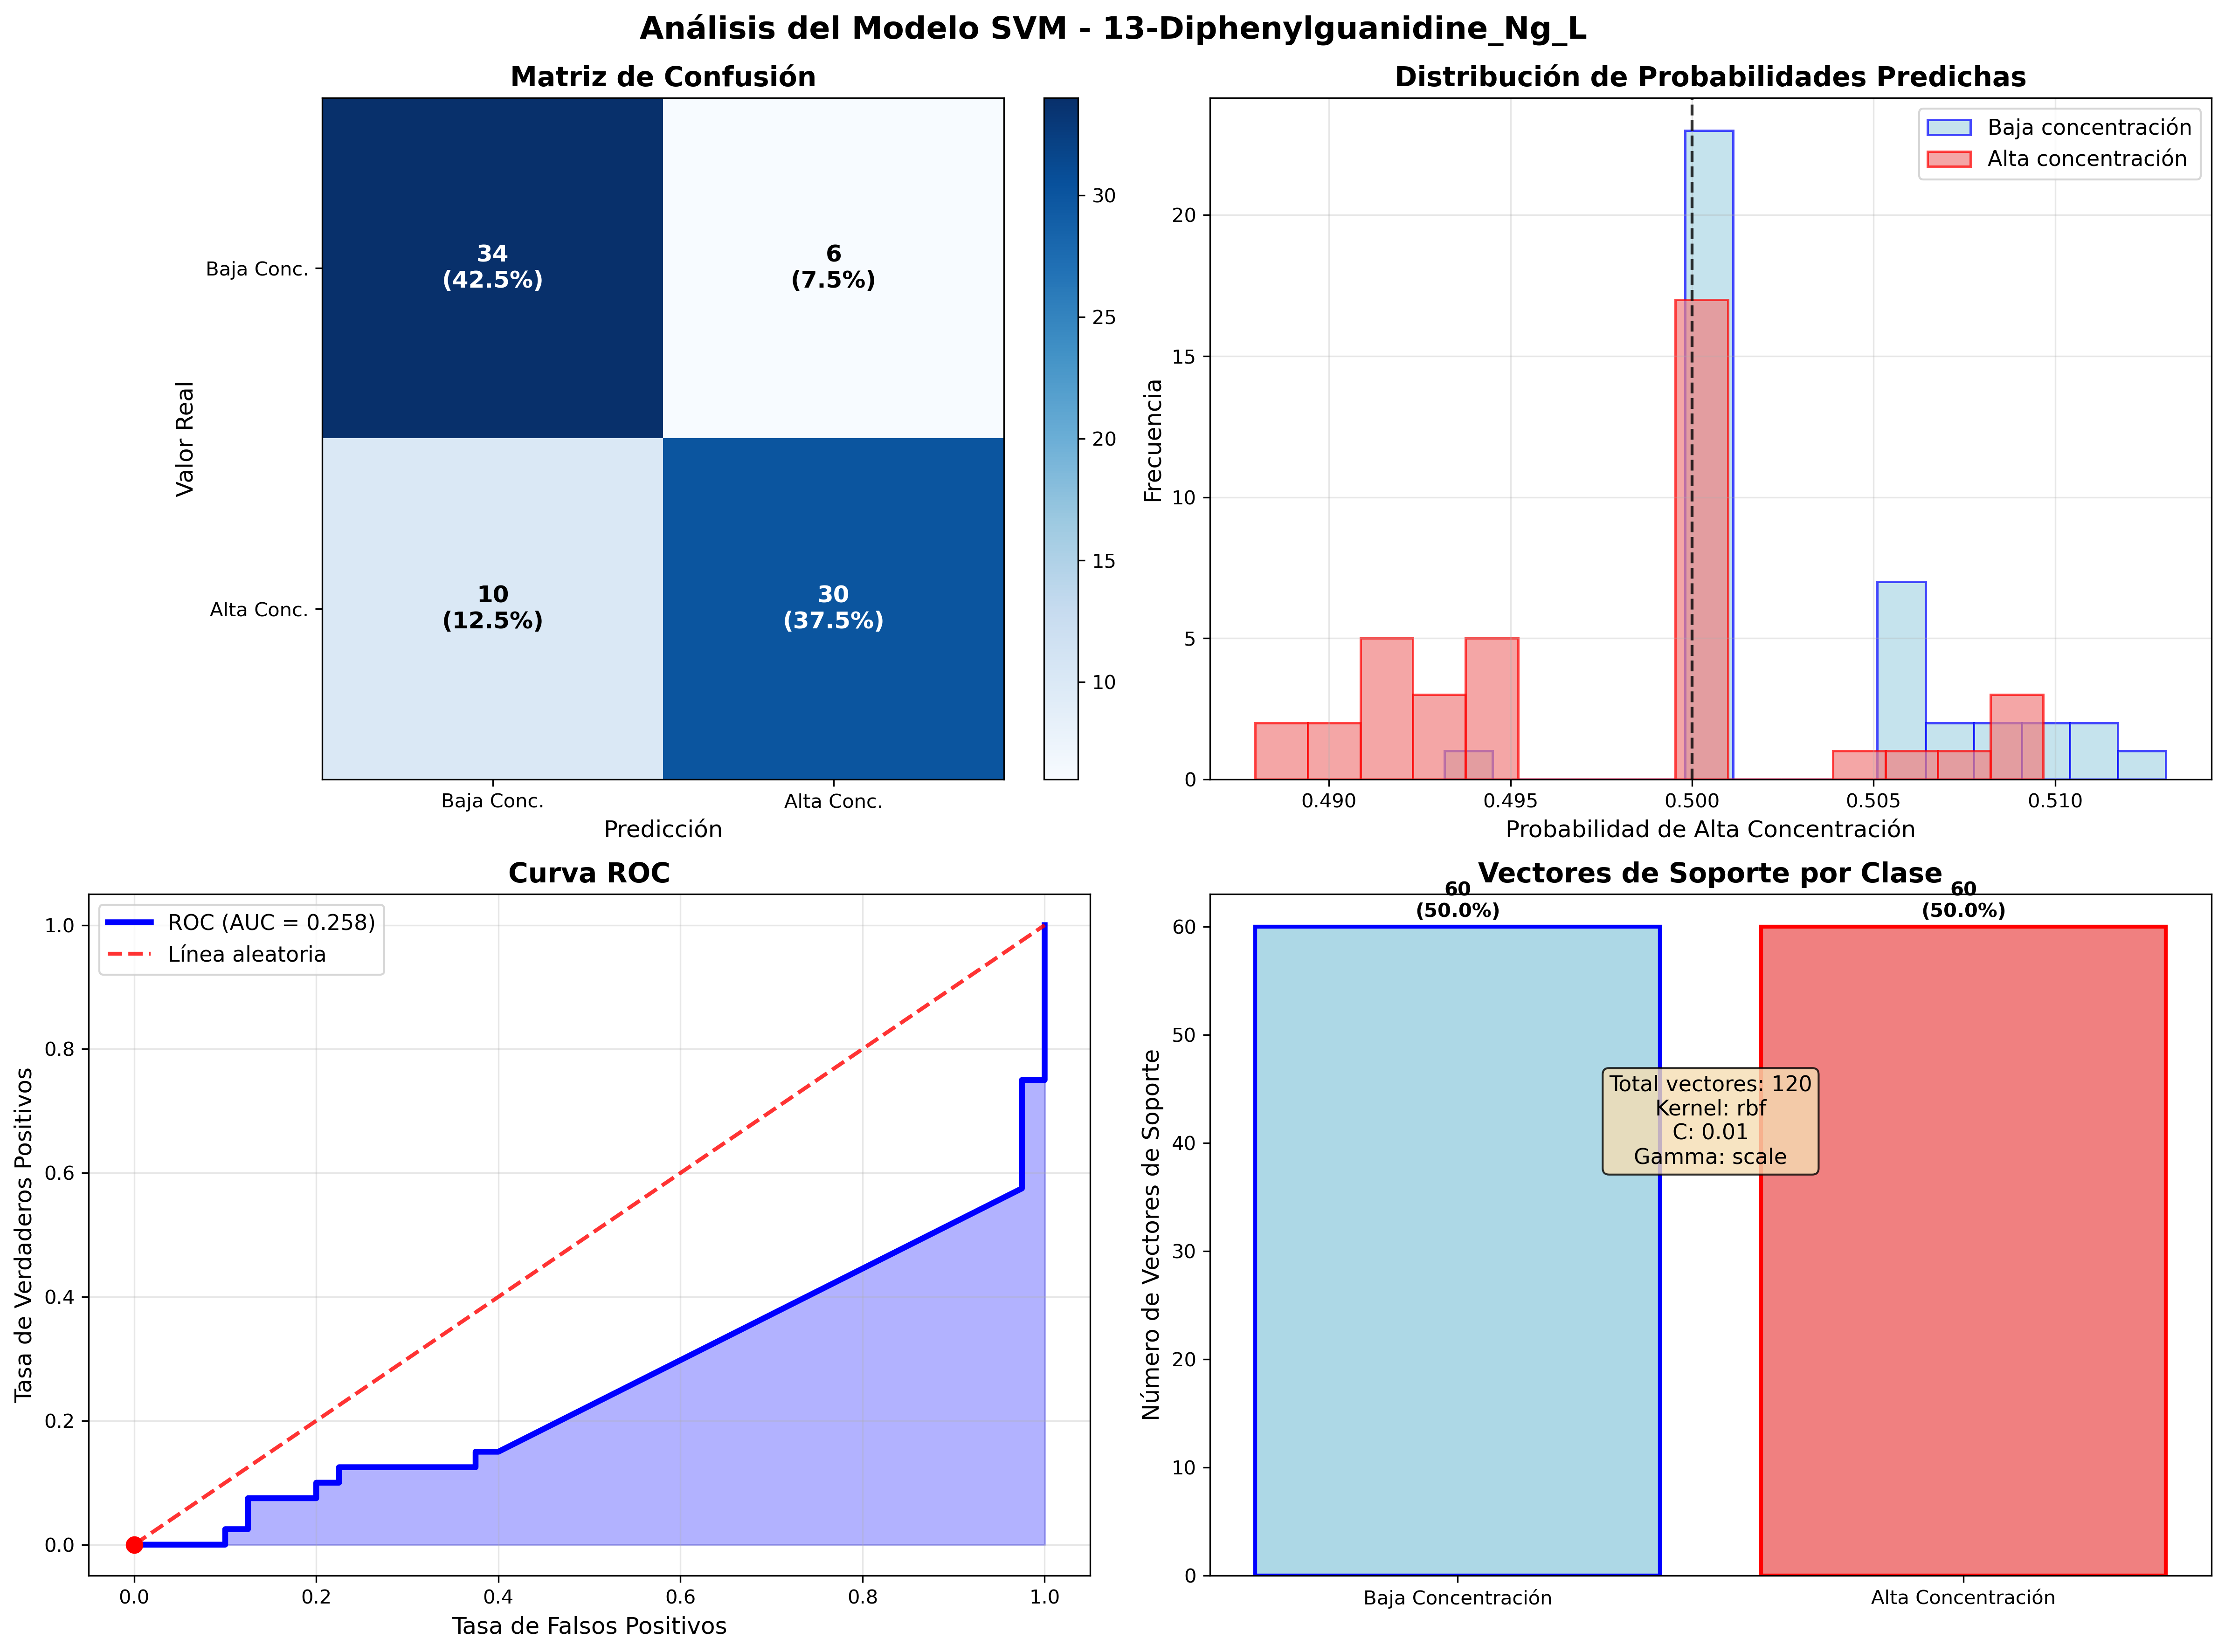 Análisis del Modelo SVM - 13-Diphenylguanidine_Ng_L
Matriz de Confusión
34
(42.5%)
6
(7.5%)
10
(12.5%)
30
(37.5%)
Baja Conc.
Alta Conc.
Valor Real
Baja Conc.
Alta Conc.
Predicción
30
25
20
15
10
Distribución de Probabilidades Predichas
Baja concentración
Alta concentración
Frecuencia
20
15
10
5
0
0.490
0.495
0.500
0.505
0.510
Probabilidad de Alta Concentración
Curva ROC
ROC (AUC = 0.258)
Línea aleatoria
Tasa de Verdaderos Positivos
1.0
0.8
0.6
0.4
0.2
0.0
0.0
0.2
0.4
0.6
0.8
1.0
Tasa de Falsos Positivos
Vectores de Soporte por Clase
60
(50.0%)
60
(50.0%)
Total vectores: 120
Kernel: rbf
C: 0.01
Gamma: scale
Número de Vectores de Soporte
60
50
40
30
20
10
0
Baja Concentración
Alta Concentración